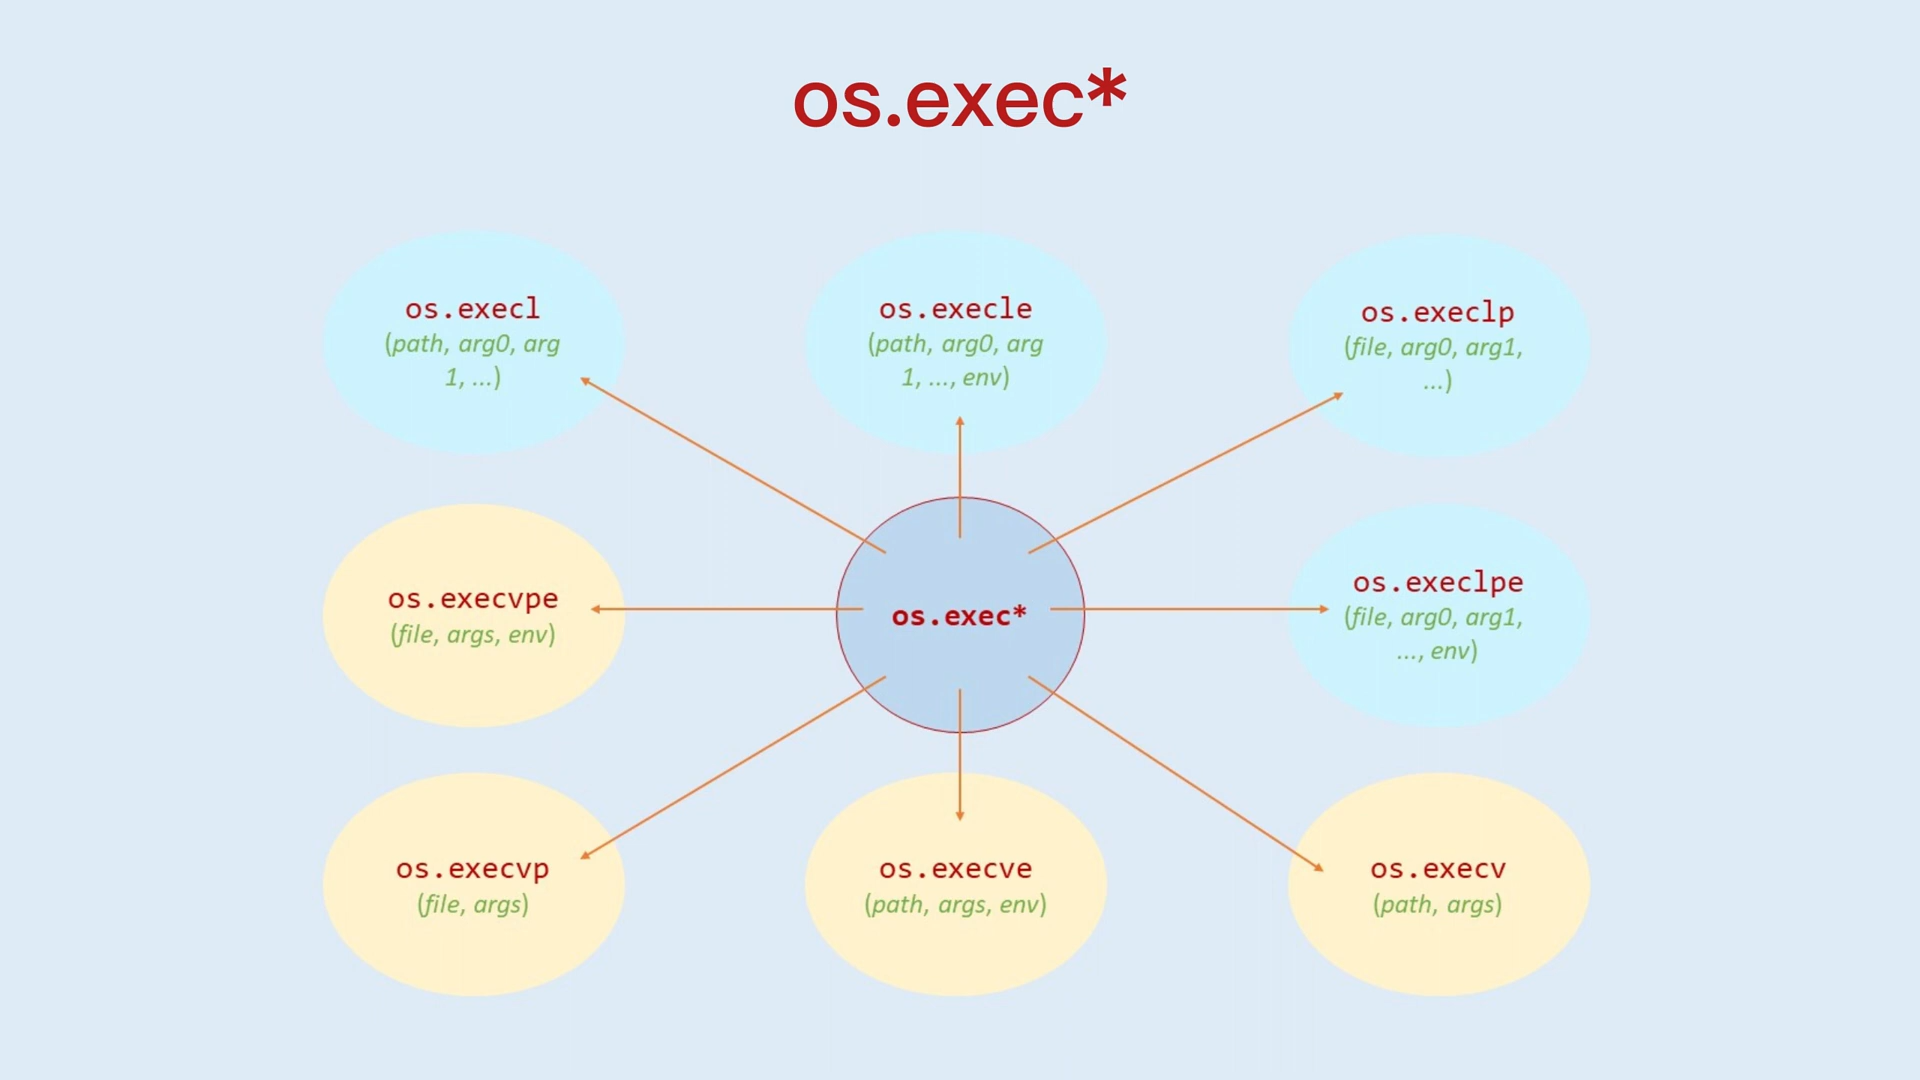 os.exec*
os.execl
(path, arg0, arg
1, ...)
os.execle
(path, arg0, arg
1, ..., env)
os.execlp
(file, arg0, arg1,
...)
os.execvpe
(file, args, env)
os.exec*
os.execlpe
(file, arg0, arg1,
..., env)
os.execvp
(file, args)
os.execve
(path, args, env)
os.execv
(path, args)